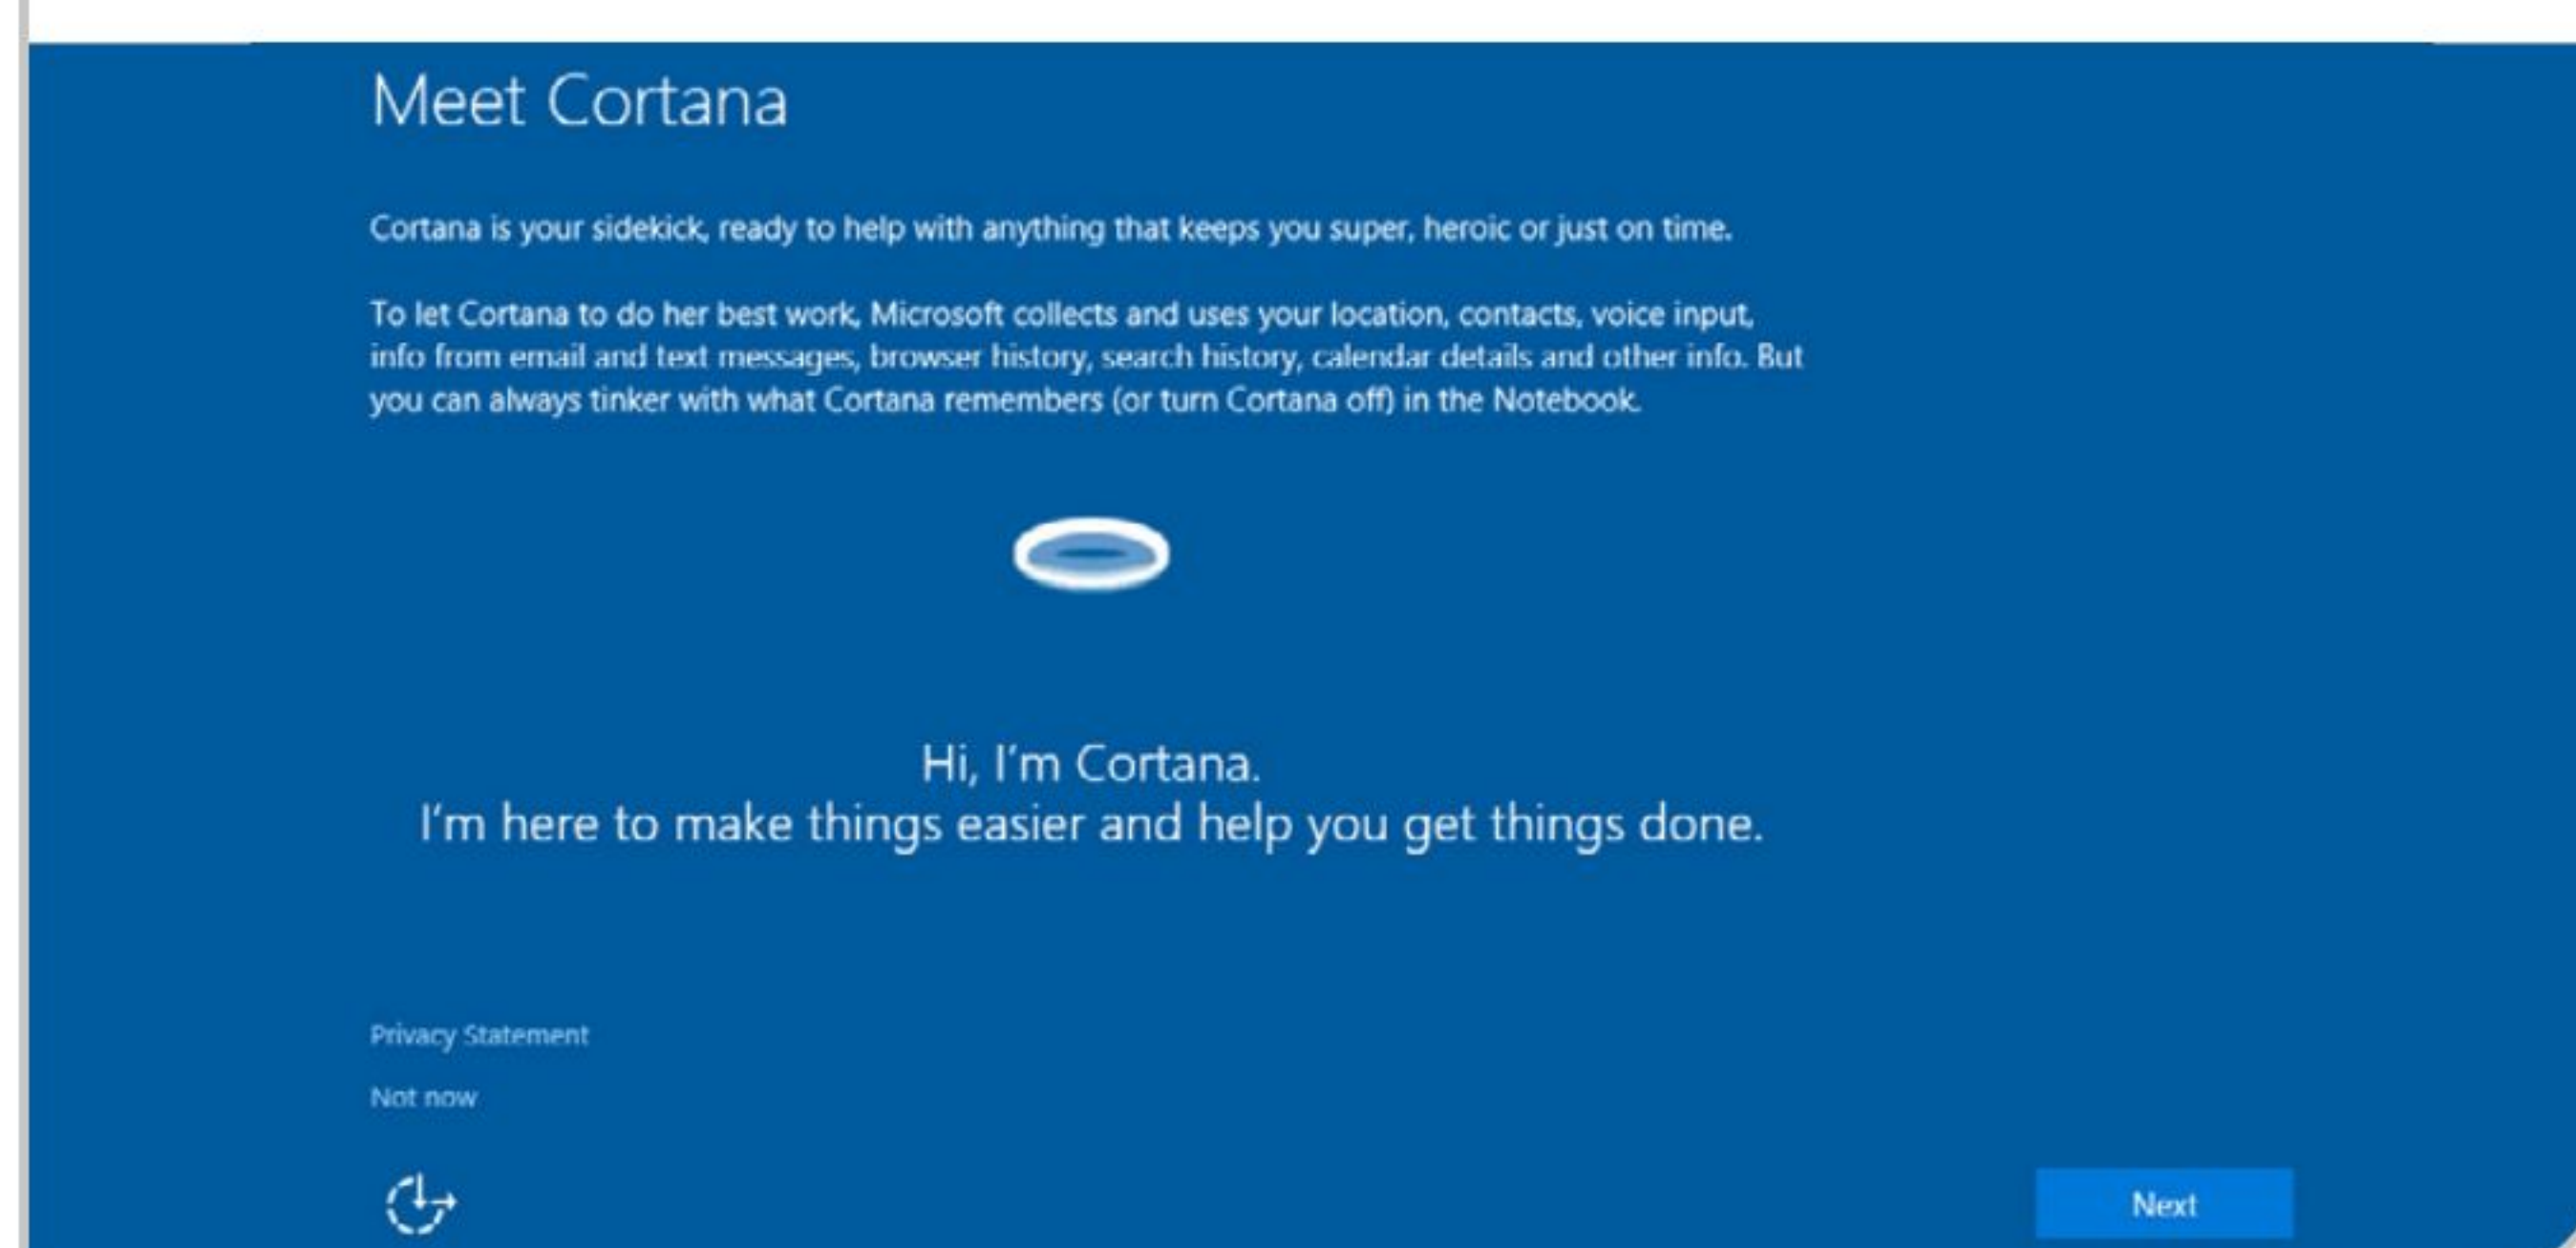 Meet Cortana
Cortana is your sidekick, ready to help with anything that keeps you super, heroic or just on time.
To let Cortana to do her best work, Microsoft collects and uses your location, contacts, voice input,
info from email and text messages, browser history, search history, calendar details and other info. But
you can always tinker with what Cortana remembers (or turn Cortana off) in the Notebook.
Hi, I'm Cortana.
I'm here to make things easier and help you get things done.
Privacy Statement
Not now
Next